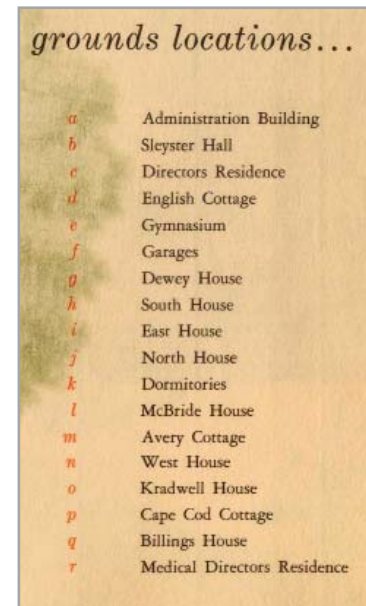 grounds locations...
a Administration Building
b Sleyster Hall
c Directors Residence
d English Cottage
e Gymnasium
f Garages
g Dewey House
h South House
i East House
j North House
k Dormitories
l McBride House
m Avery Cottage
n West House
o Kradwell House
p Cape Cod Cottage
q Billings House
r Medical Directors Residence